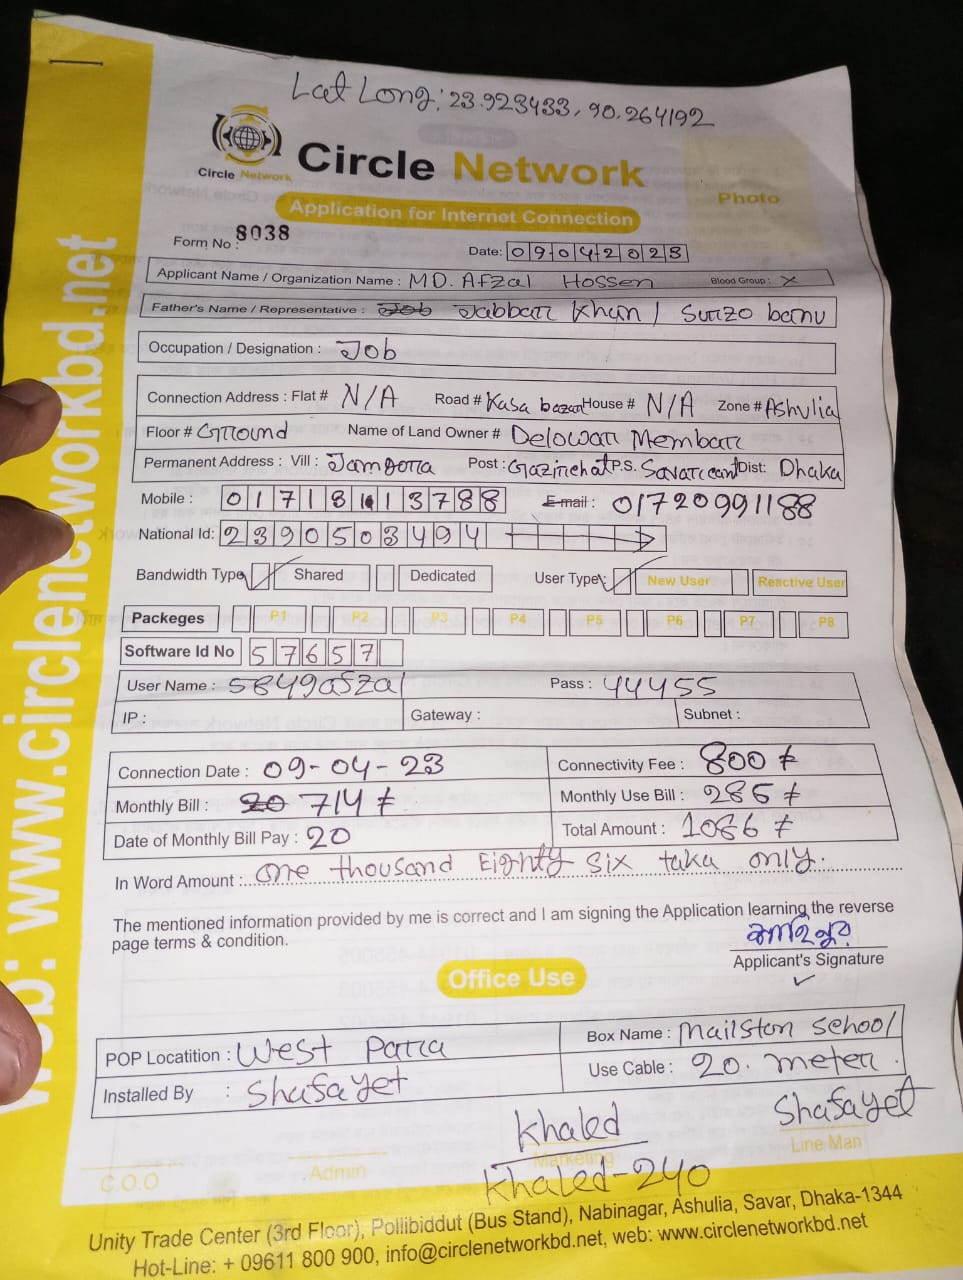 Lat Long: 23.923433, 90.264192
Circle Network
Circle Network
Photo
Application for Internet Connection
Form No : 8038
Date: 09042023
Applicant Name / Organization Name : MD. Afzal Hossen Blood Group : X
Father's Name / Representative : Job Jabbar Khan / Surzo banu
Occupation / Designation : Job
Connection Address : Flat # N/A Road # Kasa bazar House # N/A Zone # Ashulia
Floor # Ground Name of Land Owner # Delowar Membarr
Permanent Address : Vill : Jamgora Post : Gazirchat P.S. Savar cant Dist: Dhaka
Mobile : 01718113788 E-mail : 01720991188
National Id: 2390503494
Bandwidth Type Shared Dedicated User Type: New User Reactive User
Packeges P1 P2 P3 P4 P5 P6 P7 P8
Software Id No 57657
User Name : 5849afzal Pass : 44455
IP : Gateway : Subnet :
Connection Date : 09-04-23 Connectivity Fee : 800 ≠
Monthly Bill : 20 714 ≠ Monthly Use Bill : 286 ≠
Date of Monthly Bill Pay : 20 Total Amount : 1086 ≠
In Word Amount : one thousand Eighty six taka only.
The mentioned information provided by me is correct and I am signing the Application learning the reverse
page terms & condition.
Applicant's Signature
Office Use
POP Locatition : West Para Box Name : Mailston School
Installed By : Shafayet Use Cable : 20. meter.
Khaled Shafayet
C.O.O Admin Marketing Line Man
Khaled-240
Unity Trade Center (3rd Floor), Pollibiddut (Bus Stand), Nabinagar, Ashulia, Savar, Dhaka-1344
Hot-Line: + 09611 800 900, info@circlenetworkbd.net, web: www.circlenetworkbd.net
web: www.circlenetworkbd.net